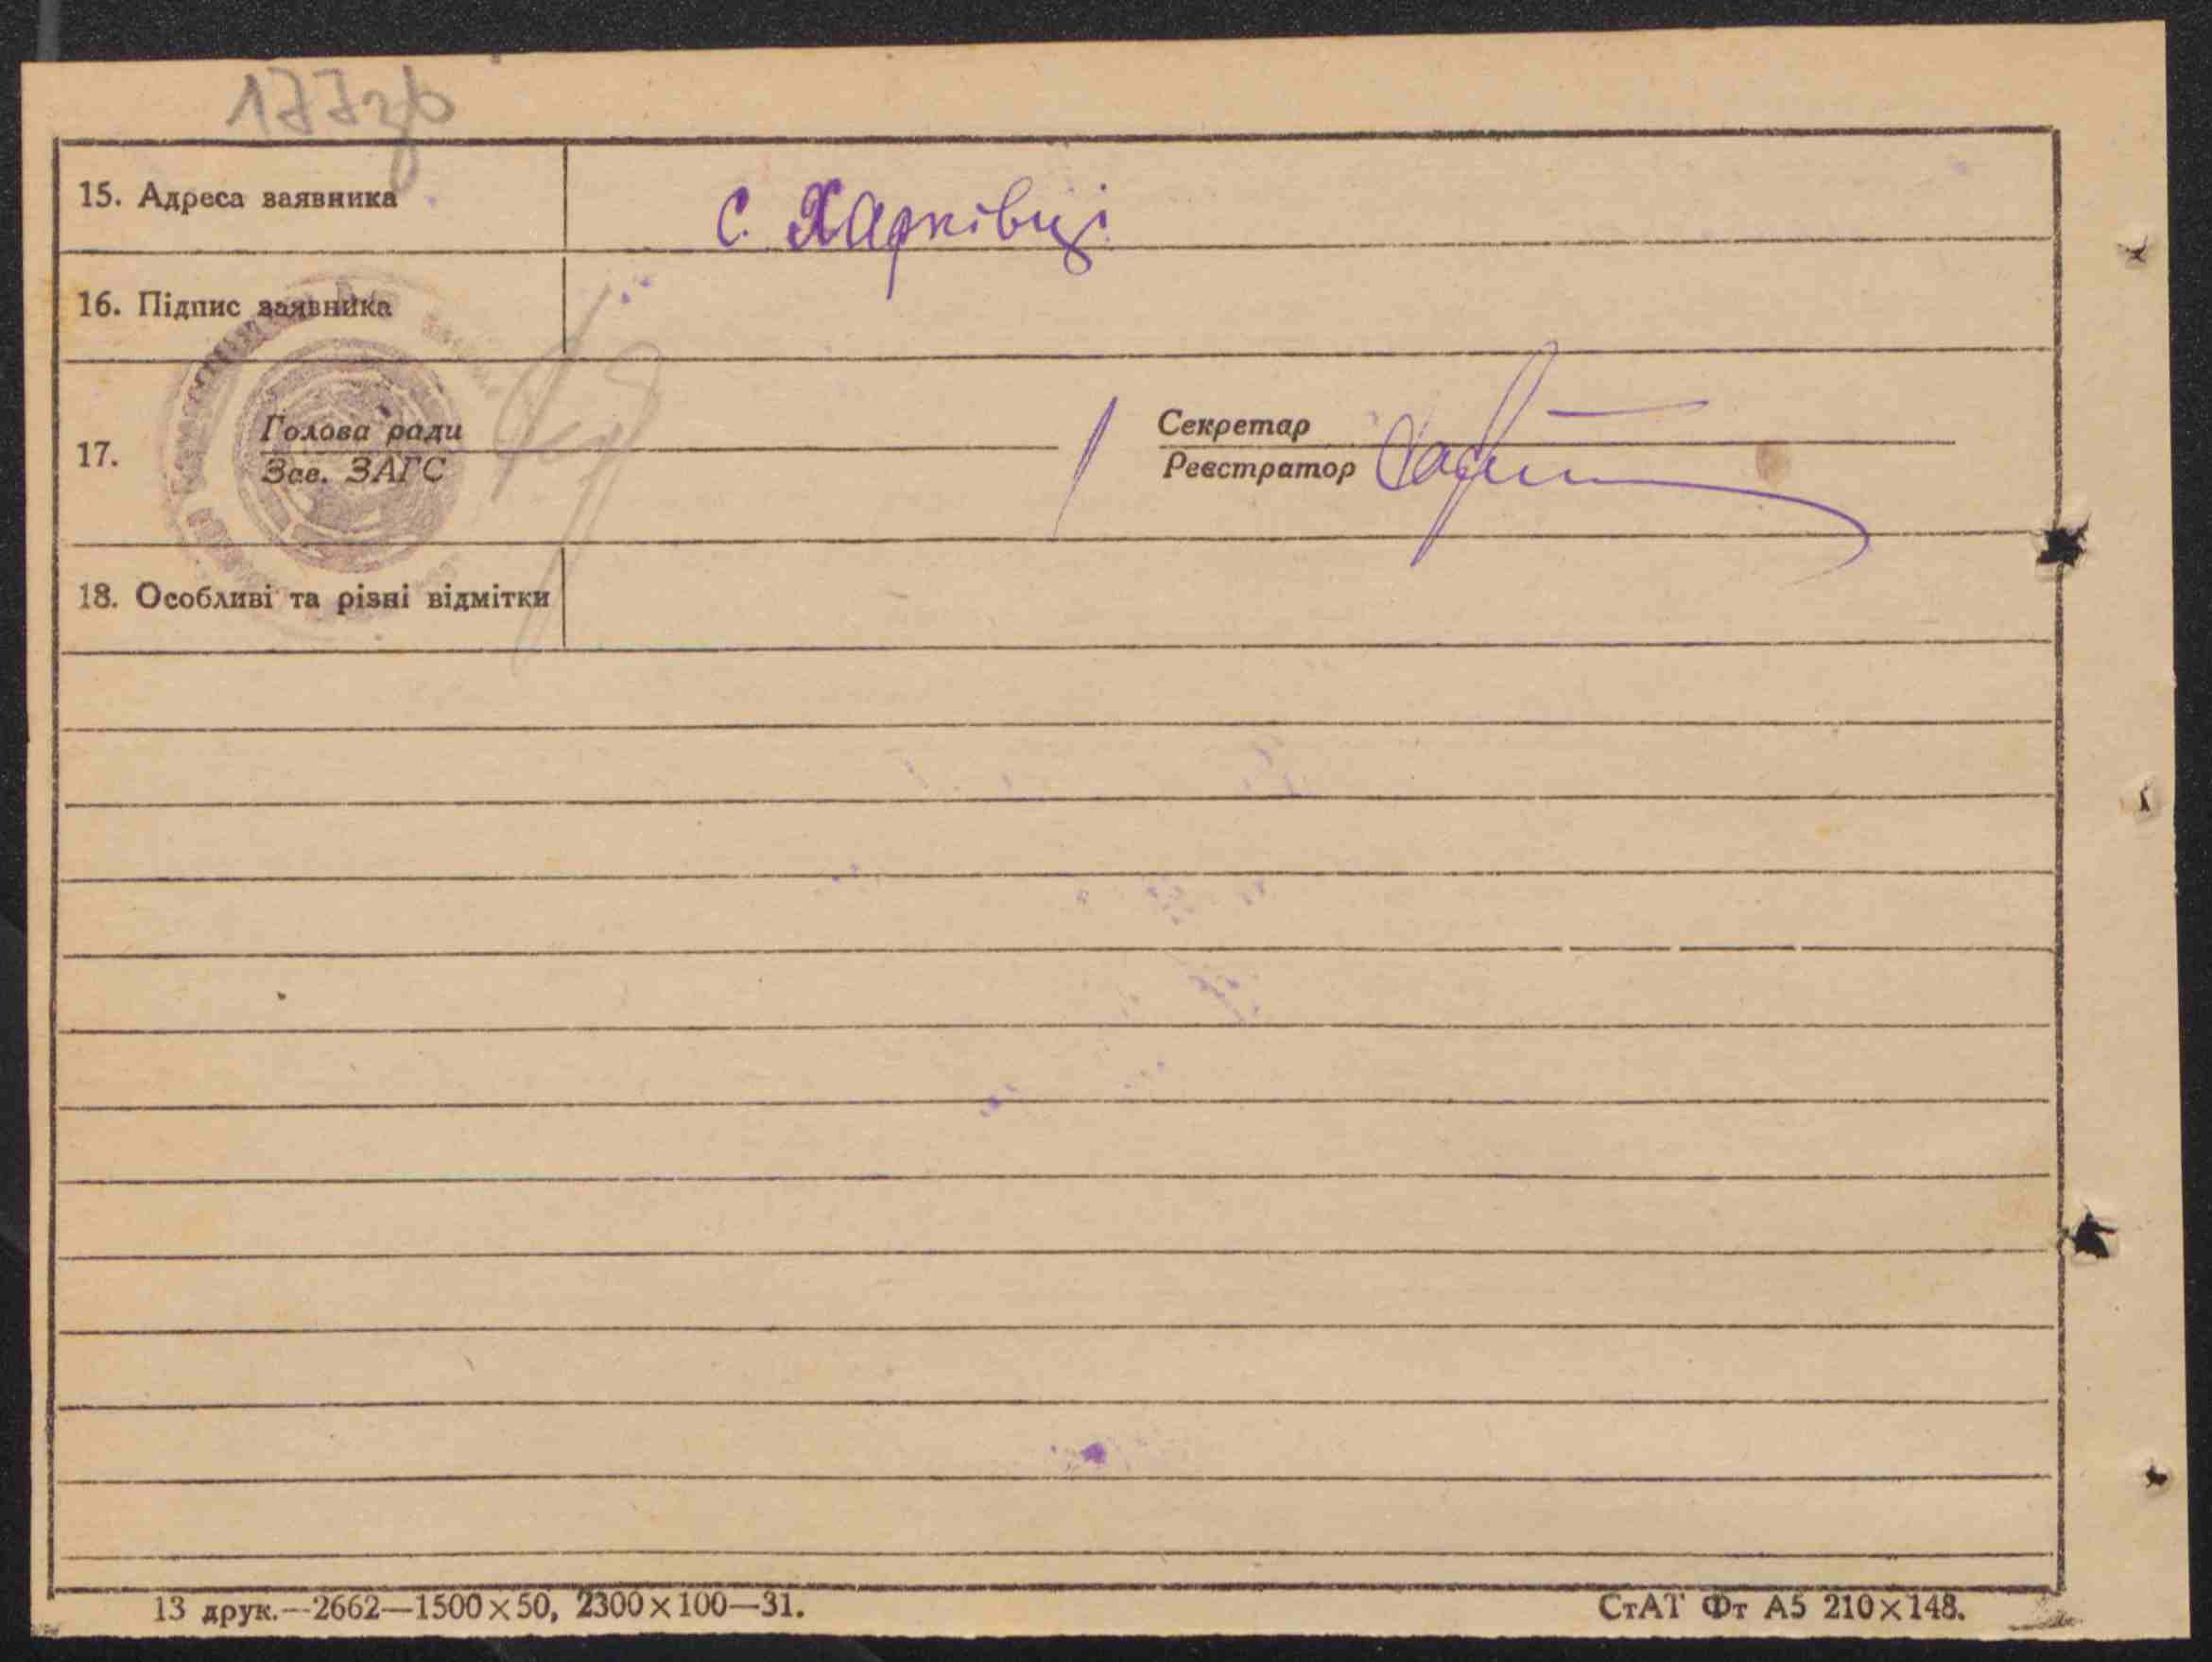 177зв
15. Адреса заявника
с. Харківці
16. Підпис заявника
17.
Голова ради
Зав. ЗАГС
Секретар
Реєстратор
18. Особливі та різні відмітки
13 друк.—2662—1500×50, 2300×100—31.
СтАТ Фт А5 210×148.